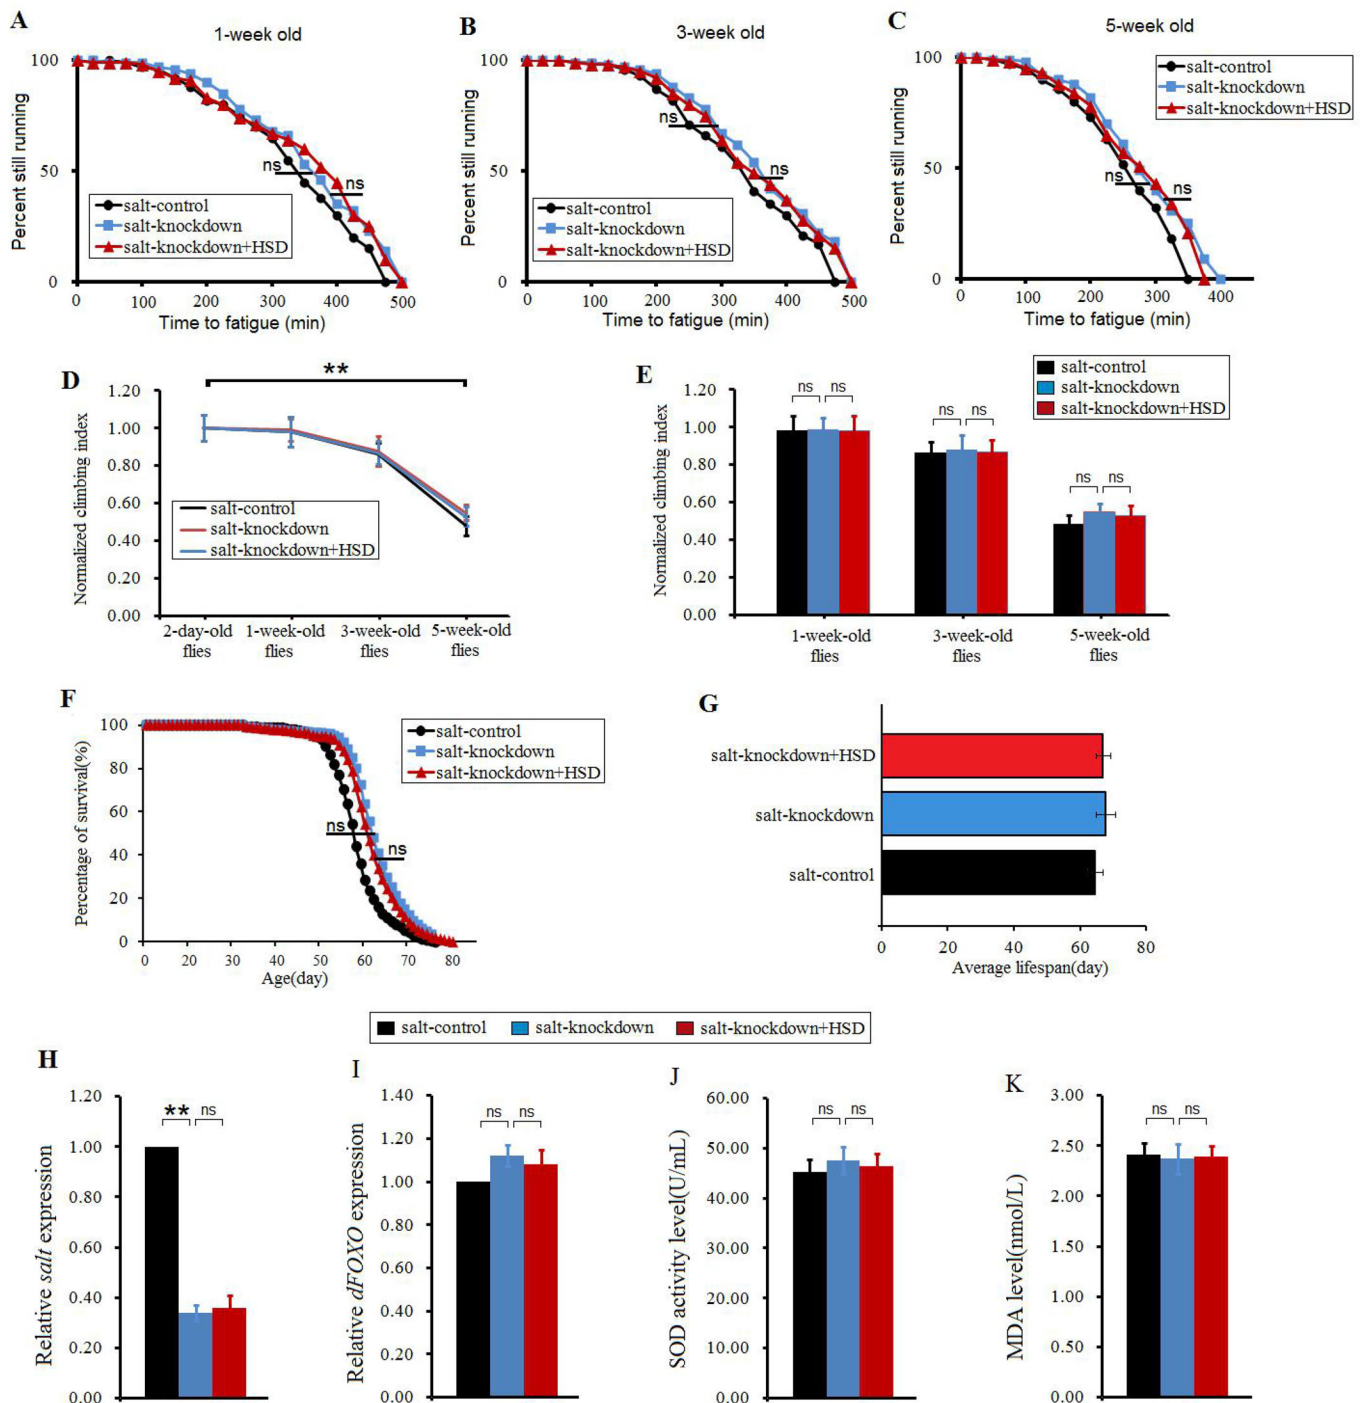 A
1-week old
Percent still running
100
50
0
ns
ns
salt-control
salt-knockdown
salt-knockdown+HSD
0
100
200
300
400
500
Time to fatigue (min)
B
3-week old
Percent still running
100
50
0
ns
ns
salt-control
salt-knockdown
salt-knockdown+HSD
0
100
200
300
400
500
Time to fatigue (min)
C
5-week old
Percent still running
100
50
0
salt-control
salt-knockdown
salt-knockdown+HSD
ns
ns
0
100
200
300
400
Time to fatigue (min)
D
**
Normalized climbing index
1.20
1.00
0.80
0.60
0.40
0.20
0.00
salt-control
salt-knockdown
salt-knockdown+HSD
2-day-old
flies
1-week-old
flies
3-week-old
flies
5-week-old
flies
E
salt-control
salt-knockdown
salt-knockdown+HSD
Normalized climbing index
1.20
1.00
0.80
0.60
0.40
0.20
0.00
ns
ns
ns
ns
ns
ns
1-week-old
flies
3-week-old
flies
5-week-old
flies
F
Percentage of survival(%)
100
80
60
40
20
0
salt-control
salt-knockdown
salt-knockdown+HSD
ns
ns
0
20
30
40
50
60
70
80
Age(day)
G
salt-knockdown+HSD
salt-knockdown
salt-control
0
20
40
60
80
Average lifespan(day)
salt-control
salt-knockdown
salt-knockdown+HSD
H
Relative salt expression
1.20
1.00
0.80
0.60
0.40
0.20
0.00
**
ns
I
Relative dFOXO expression
1.40
1.20
1.00
0.80
0.60
0.40
0.20
0.00
ns
ns
J
SOD activity level(U/mL)
60.00
50.00
40.00
30.00
20.00
10.00
0.00
ns
ns
K
MDA level(nmol/L)
3.00
2.50
2.00
1.50
1.00
0.50
0.00
ns
ns